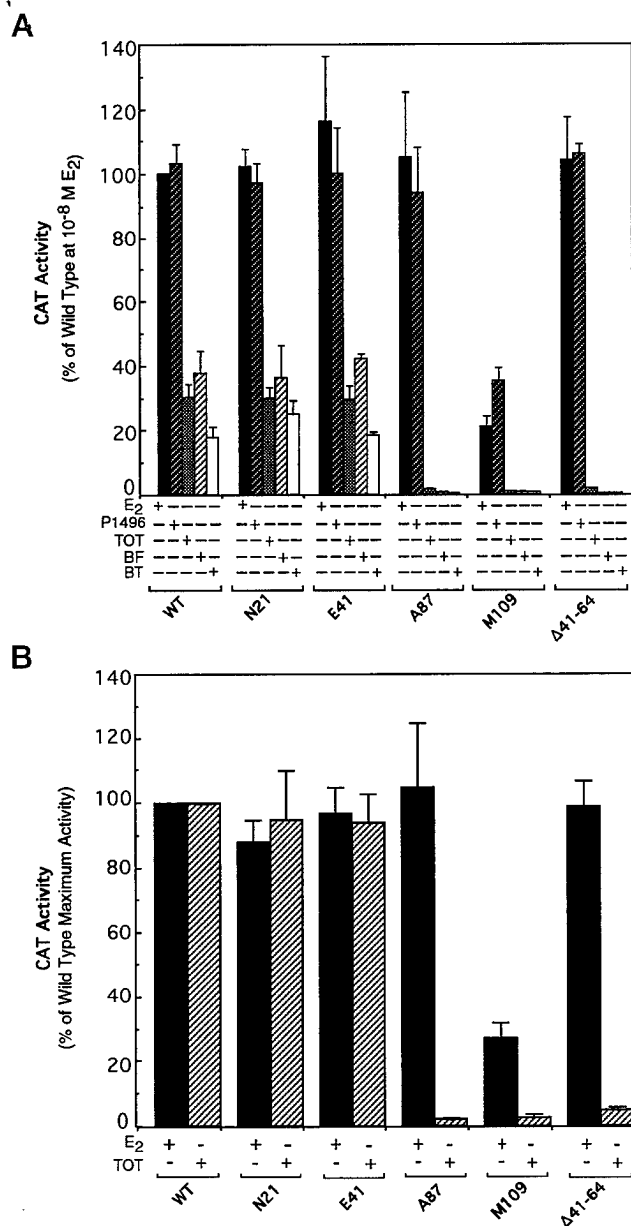 A
140
120
100
80
60
40
20
0
CAT Activity
(% of Wild Type at 10-8 M E2)
E2 + – – – – + – – – – + – – – – + – – – – + – – – – + – – – –
P1496 – + – – – – + – – – – + – – – – + – – – – + – – – – + – – –
TOT – – + – – – – + – – – – + – – – – + – – – – + – – – – + – –
BF – – – + – – – – + – – – – + – – – – + – – – – + – – – – + –
BT – – – – + – – – – + – – – – + – – – – + – – – – + – – – – +
WT N21 E41 A87 M109 Δ41-64
B
140
120
100
80
60
40
20
0
CAT Activity
(% of Wild Type Maximum Activity)
E2 + - + - + - + - + - + -
TOT - + - + - + - + - + - +
WT N21 E41 A87 M109 Δ41-64